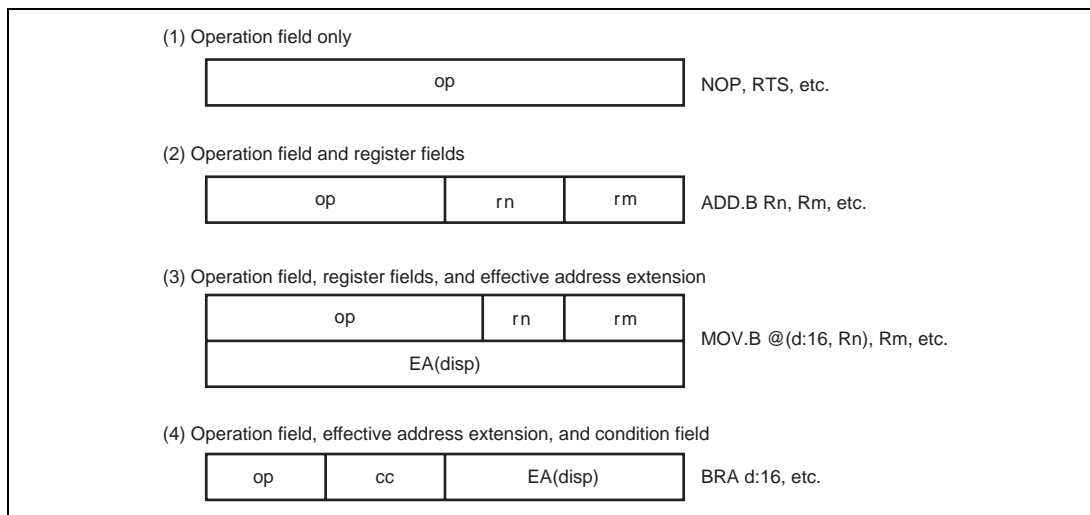 (1) Operation field only
op
NOP, RTS, etc.
(2) Operation field and register fields
op rn rm
ADD.B Rn, Rm, etc.
(3) Operation field, register fields, and effective address extension
op rn rm
EA(disp)
MOV.B @(d:16, Rn), Rm, etc.
(4) Operation field, effective address extension, and condition field
op cc EA(disp)
BRA d:16, etc.